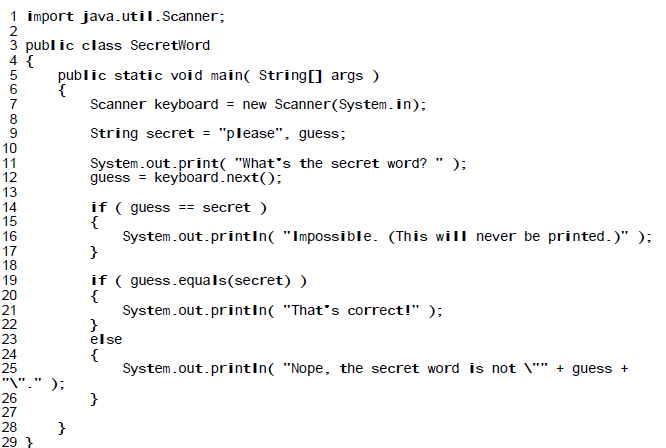 1 import java.util.Scanner;
2
3 public class SecretWord
4 {
5     public static void main( String[] args )
6     {
7         Scanner keyboard = new Scanner(System.in);
8
9         String secret = "please", guess;
10
11         System.out.print( "What's the secret word? " );
12         guess = keyboard.next();
13
14         if ( guess == secret )
15         {
16             System.out.println( "Impossible. (This will never be printed.)" );
17         }
18
19         if ( guess.equals(secret) )
20         {
21             System.out.println( "That's correct!" );
22         }
23         else
24         {
25             System.out.println( "Nope, the secret word is not \"" + guess +
"\"." );
26         }
27
28     }
29 }